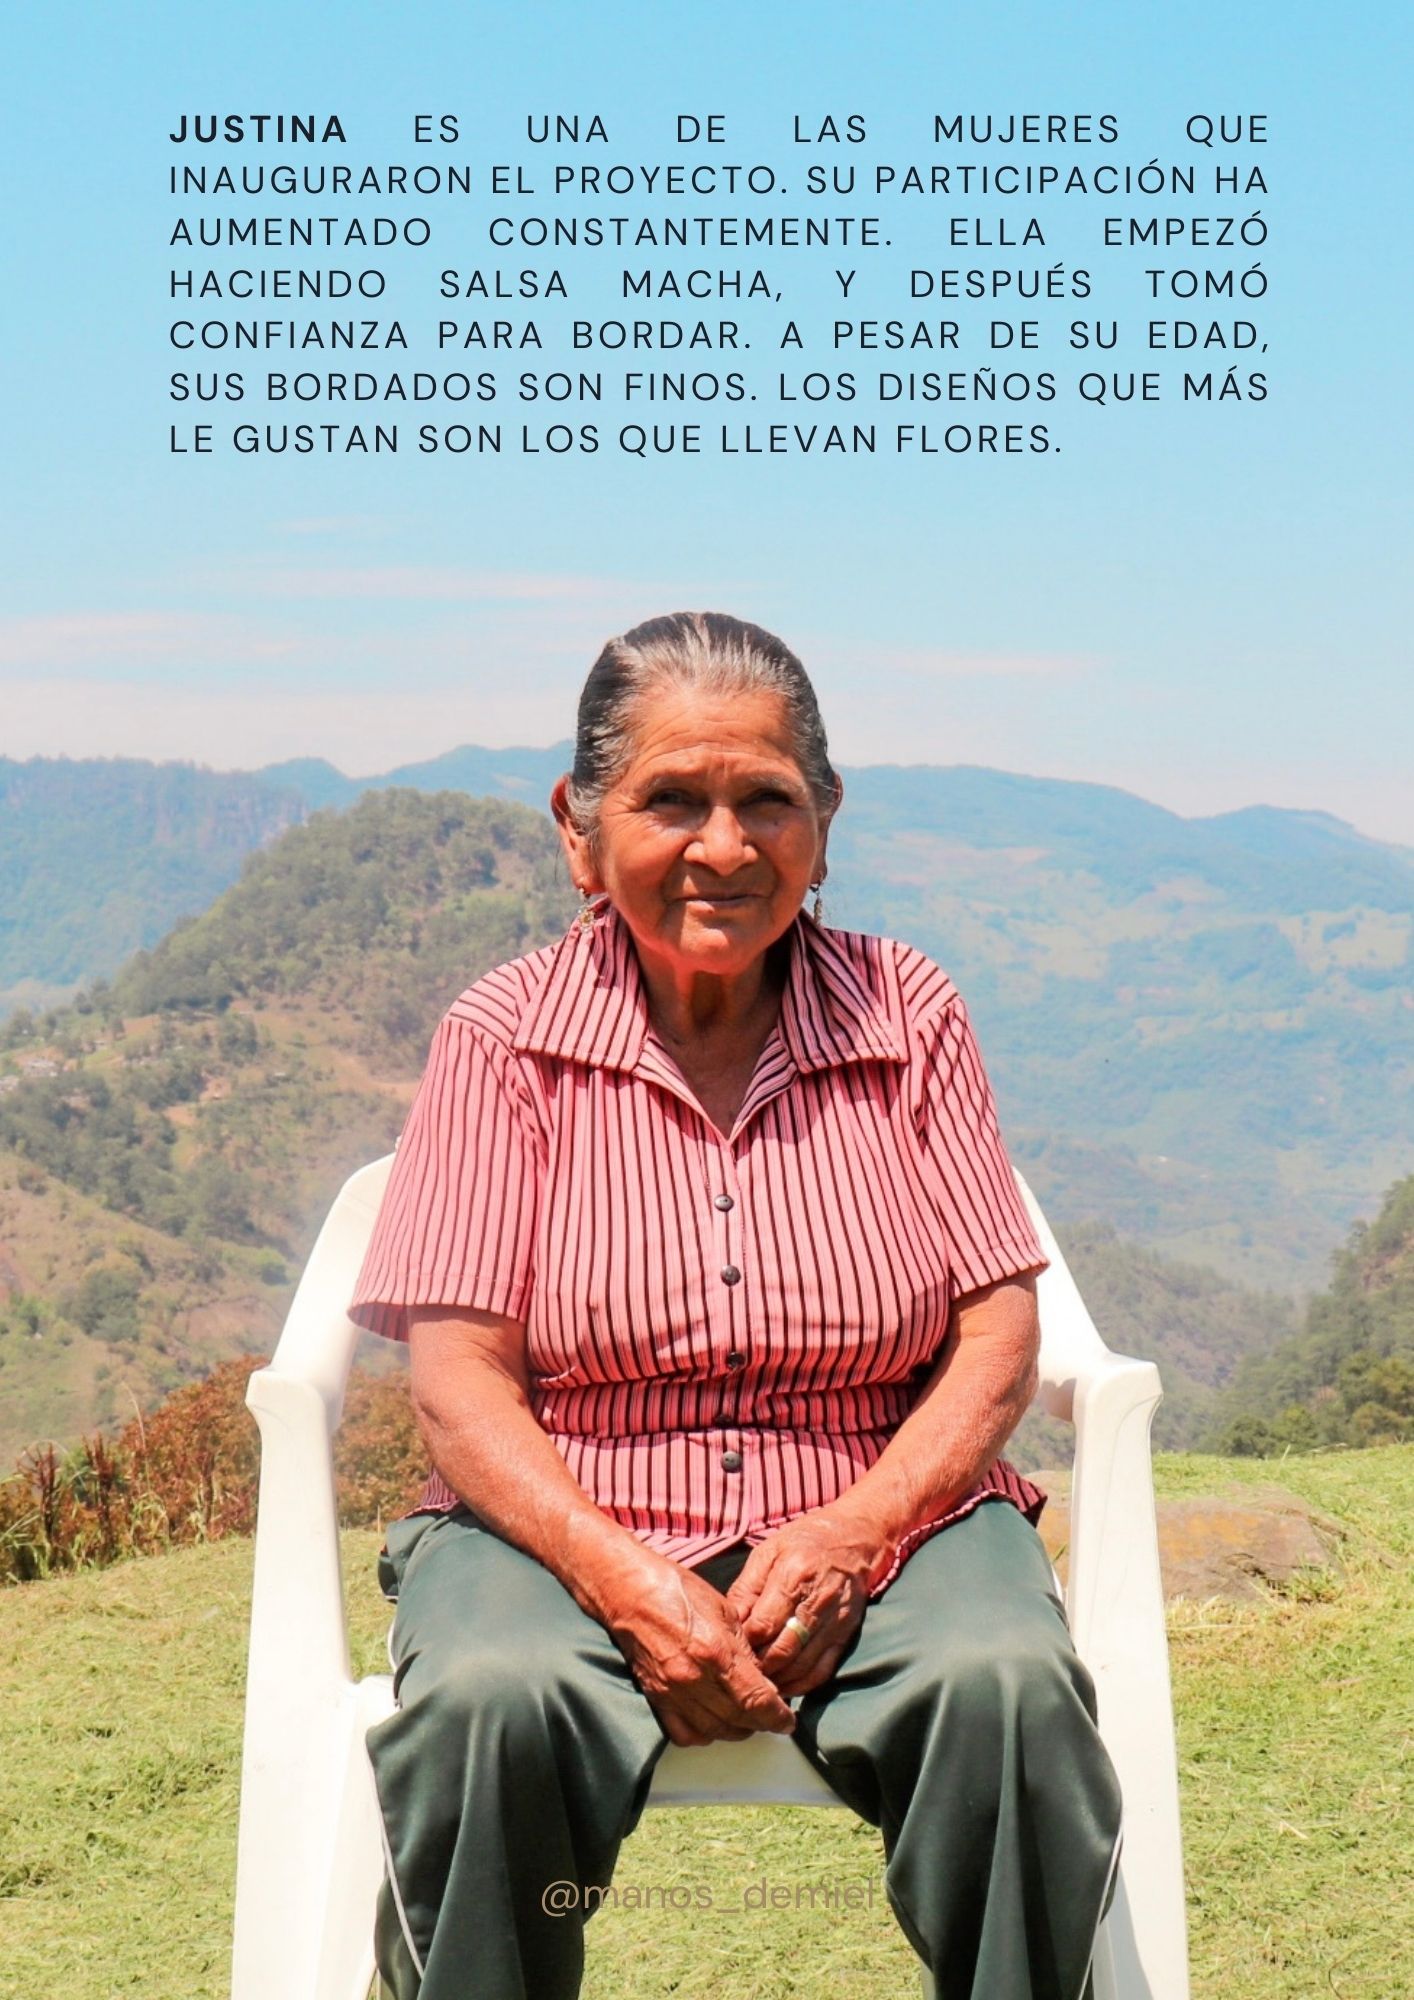 JUSTINA ES UNA DE LAS MUJERES QUE
INAUGURARON EL PROYECTO. SU PARTICIPACIÓN HA
AUMENTADO CONSTANTEMENTE. ELLA EMPEZÓ
HACIENDO SALSA MACHA, Y DESPUÉS TOMÓ
CONFIANZA PARA BORDAR. A PESAR DE SU EDAD,
SUS BORDADOS SON FINOS. LOS DISEÑOS QUE MÁS
LE GUSTAN SON LOS QUE LLEVAN FLORES.
@manos_demiel